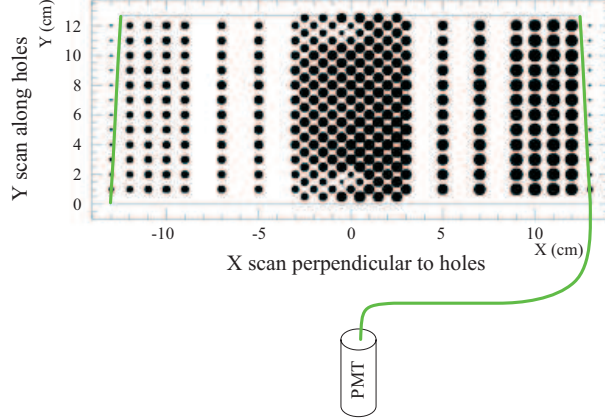 Y scan along holes
Y (cm)
12
10
8
6
4
2
0
-10
-5
0
5
10
X (cm)
X scan perpendicular to holes
PMT